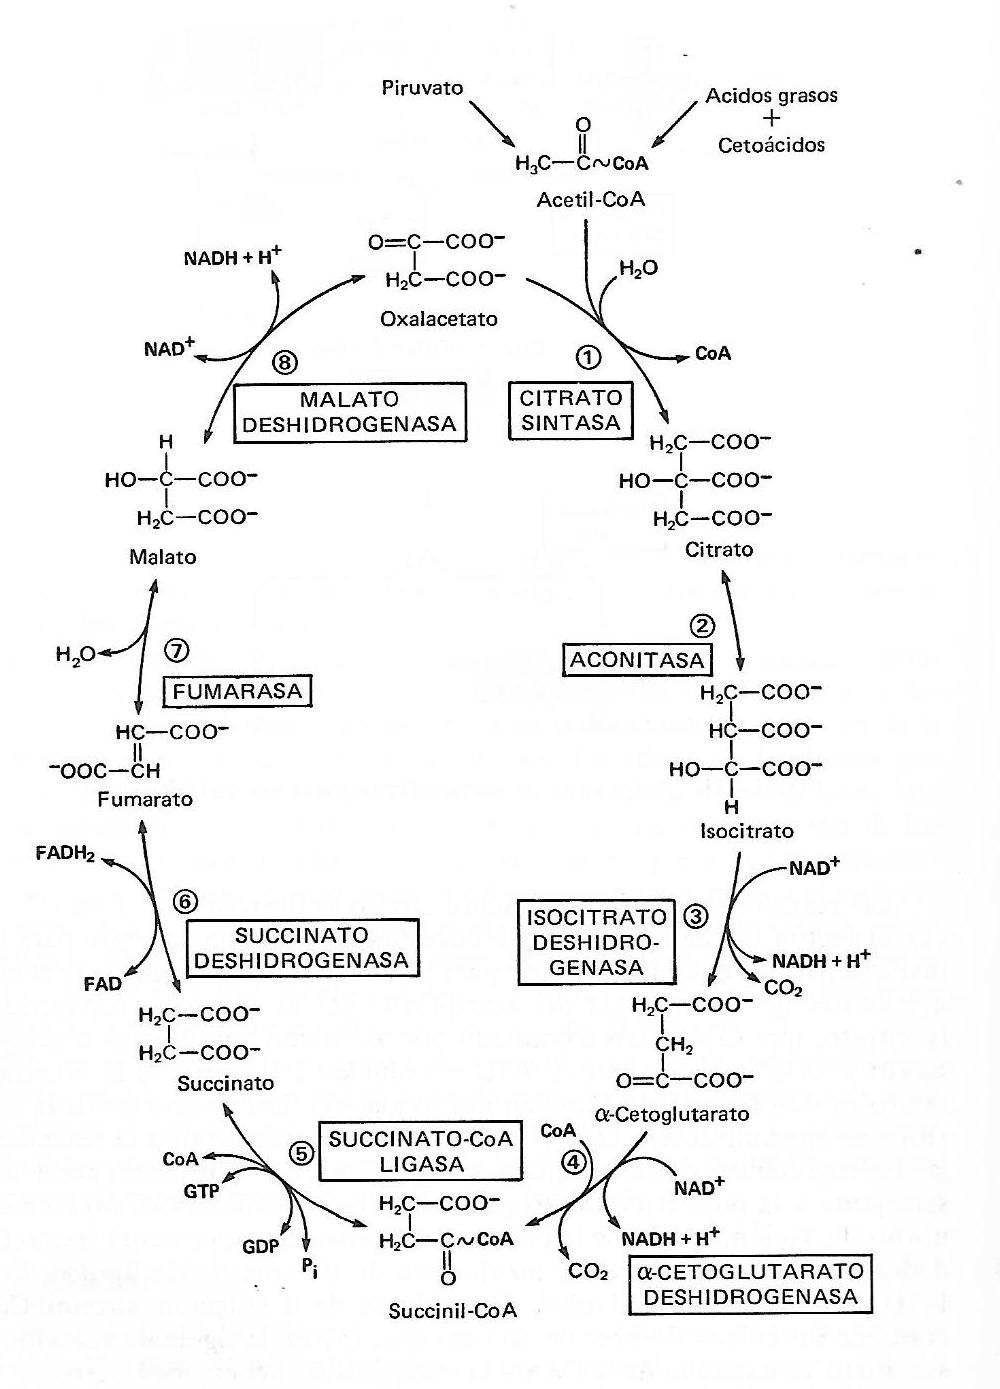 Piruvato
Acidos grasos
+
Cetoácidos
O
||
H₃C—C~CoA
Acetil-CoA
NADH + H⁺
O=C—COO⁻
H₂C—COO⁻
Oxalacetato
H₂O
NAD⁺
CoA
⑧
①
MALATO
DESHIDROGENASA
CITRATO
SINTASA
H
HO—C—COO⁻
H₂C—COO⁻
Malato
H₂C—COO⁻
HO—C—COO⁻
H₂C—COO⁻
Citrato
②
ACONITASA
H₂O
⑦
FUMARASA
H₂C—COO⁻
HC—COO⁻
HO—C—COO⁻
H
Isocitrato
HC—COO⁻
||
⁻OOC—CH
Fumarato
NAD⁺
③
ISOCITRATO
DESHIDRO-
GENASA
NADH + H⁺
CO₂
FADH₂
⑥
SUCCINATO
DESHIDROGENASA
FAD
H₂C—COO⁻
CH₂
O=C—COO⁻
α-Cetoglutarato
H₂C—COO⁻
H₂C—COO⁻
Succinato
CoA
④
NAD⁺
NADH + H⁺
CO₂
α-CETOGLUTARATO
DESHIDROGENASA
⑤
SUCCINATO-CoA
LIGASA
CoA
GTP
GDP
Pi
H₂C—COO⁻
H₂C—C~CoA
||
O
Succinil-CoA